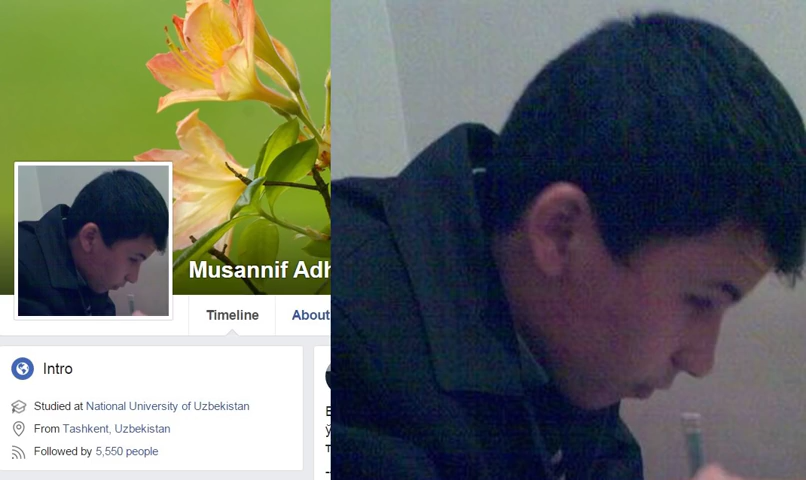 Musannif Adh
Timeline
About
Intro
Studied at National University of Uzbekistan
From Tashkent, Uzbekistan
Followed by 5,550 people